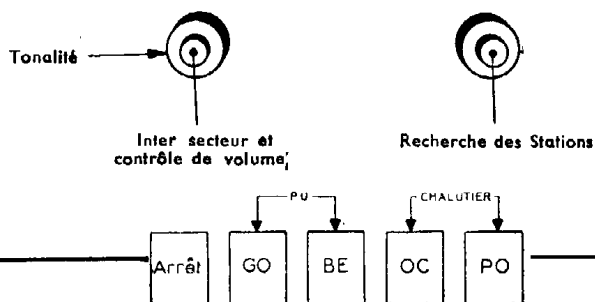 Tonalité
Inter secteur et
contrôle de volume
Recherche des Stations
PU
CHALUTIER
Arrêt GO BE OC PO